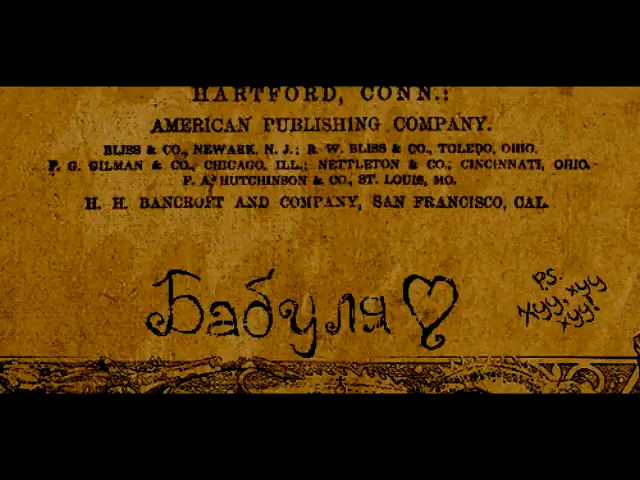 HARTFORD, CONN.:
AMERICAN PUBLISHING COMPANY.
BLISS & CO., NEWARK, N. J.; R. W. BLISS & CO., TOLEDO, OHIO.
F. G. GILMAN & CO., CHICAGO, ILL.; NETTLETON & CO., CINCINNATI, OHIO.
F. A. HUTCHINSON & CO., ST. LOUIS, MO.
H. H. BANCROFT AND COMPANY, SAN FRANCISCO, CAL.
Бабуля
P.S.
хуу, хуу
хуу!